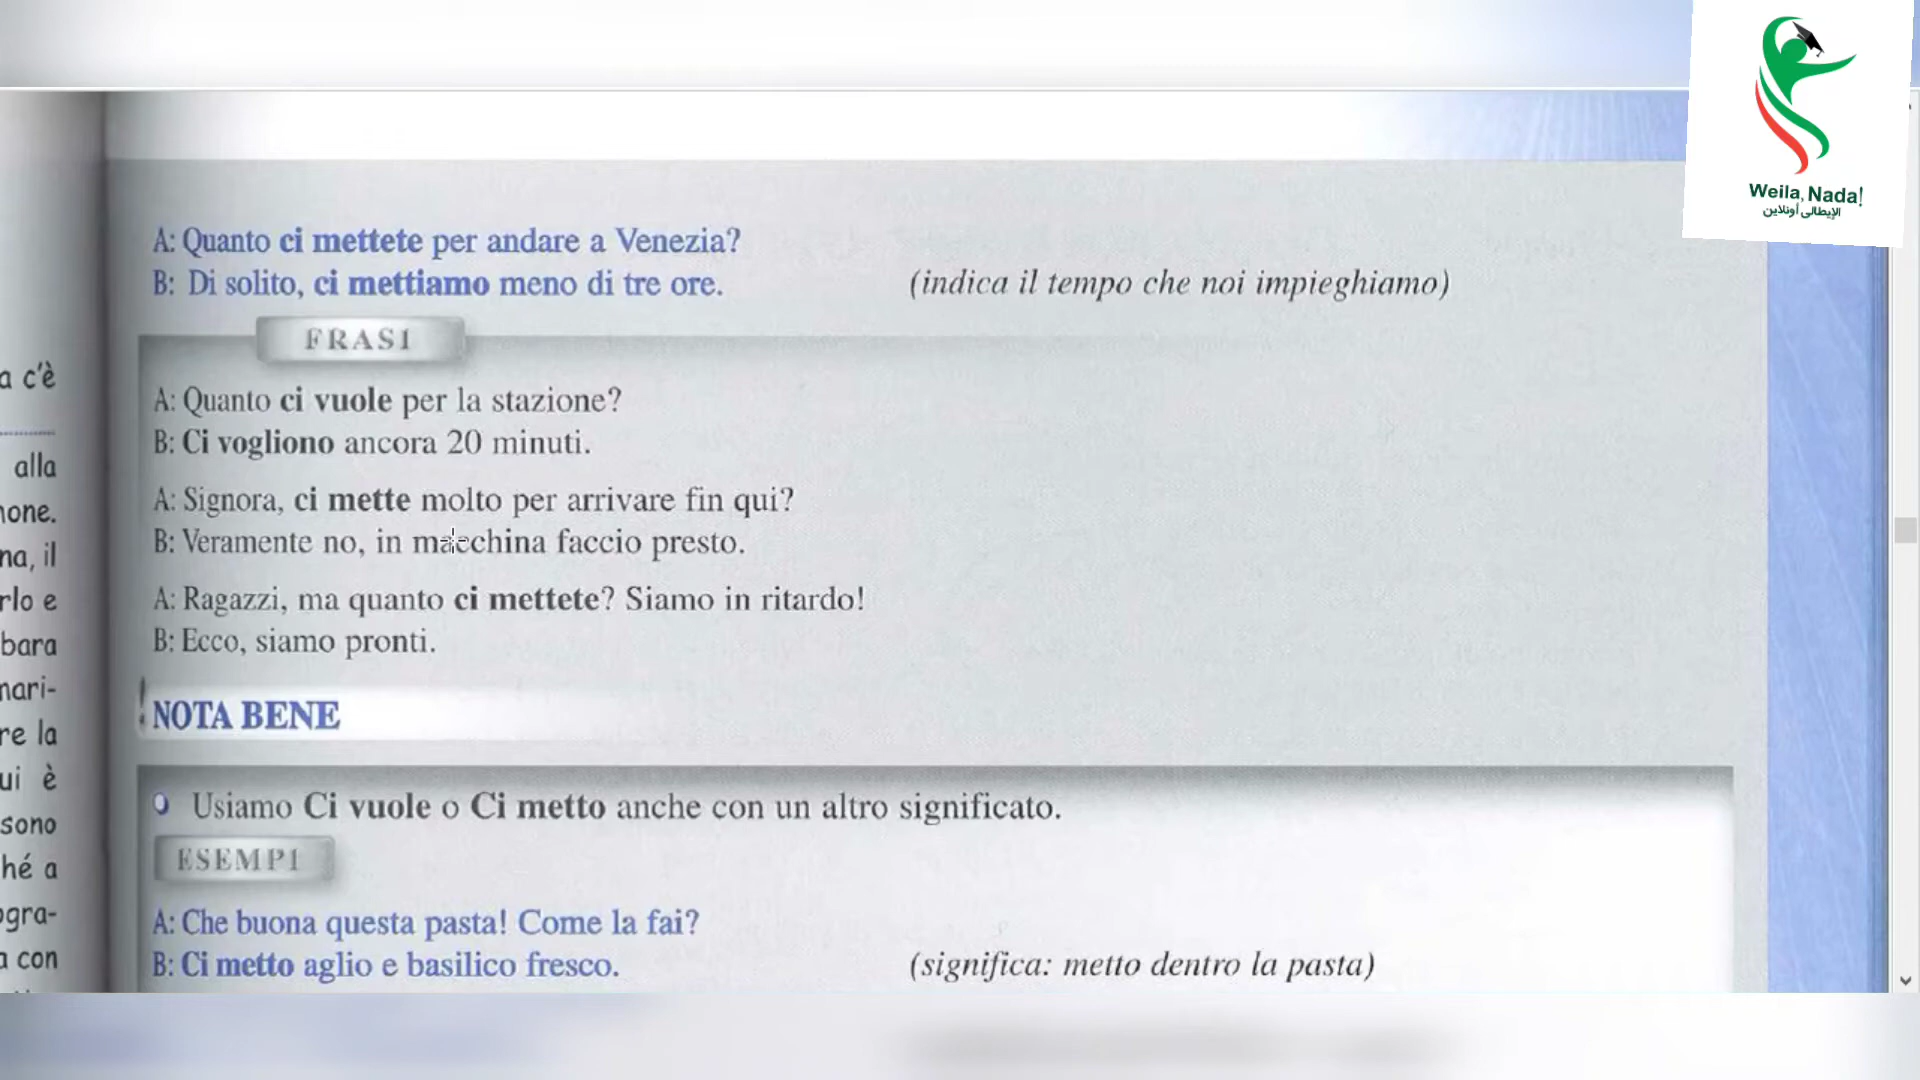 Weila, Nada!
الإيطالي أونلاين
A: Quanto ci mettete per andare a Venezia?
B: Di solito, ci mettiamo meno di tre ore. (indica il tempo che noi impieghiamo)
FRASI
A: Quanto ci vuole per la stazione?
B: Ci vogliono ancora 20 minuti.
A: Signora, ci mette molto per arrivare fin qui?
B: Veramente no, in macchina faccio presto.
A: Ragazzi, ma quanto ci mettete? Siamo in ritardo!
B: Ecco, siamo pronti.
! NOTA BENE
Usiamo Ci vuole o Ci metto anche con un altro significato.
ESEMPI
A: Che buona questa pasta! Come la fai?
B: Ci metto aglio e basilico fresco. (significa: metto dentro la pasta)
a c'è
alla
none.
na, il
rlo e
bara
mari-
re la
ui è
sono
hé a
ogra-
a con